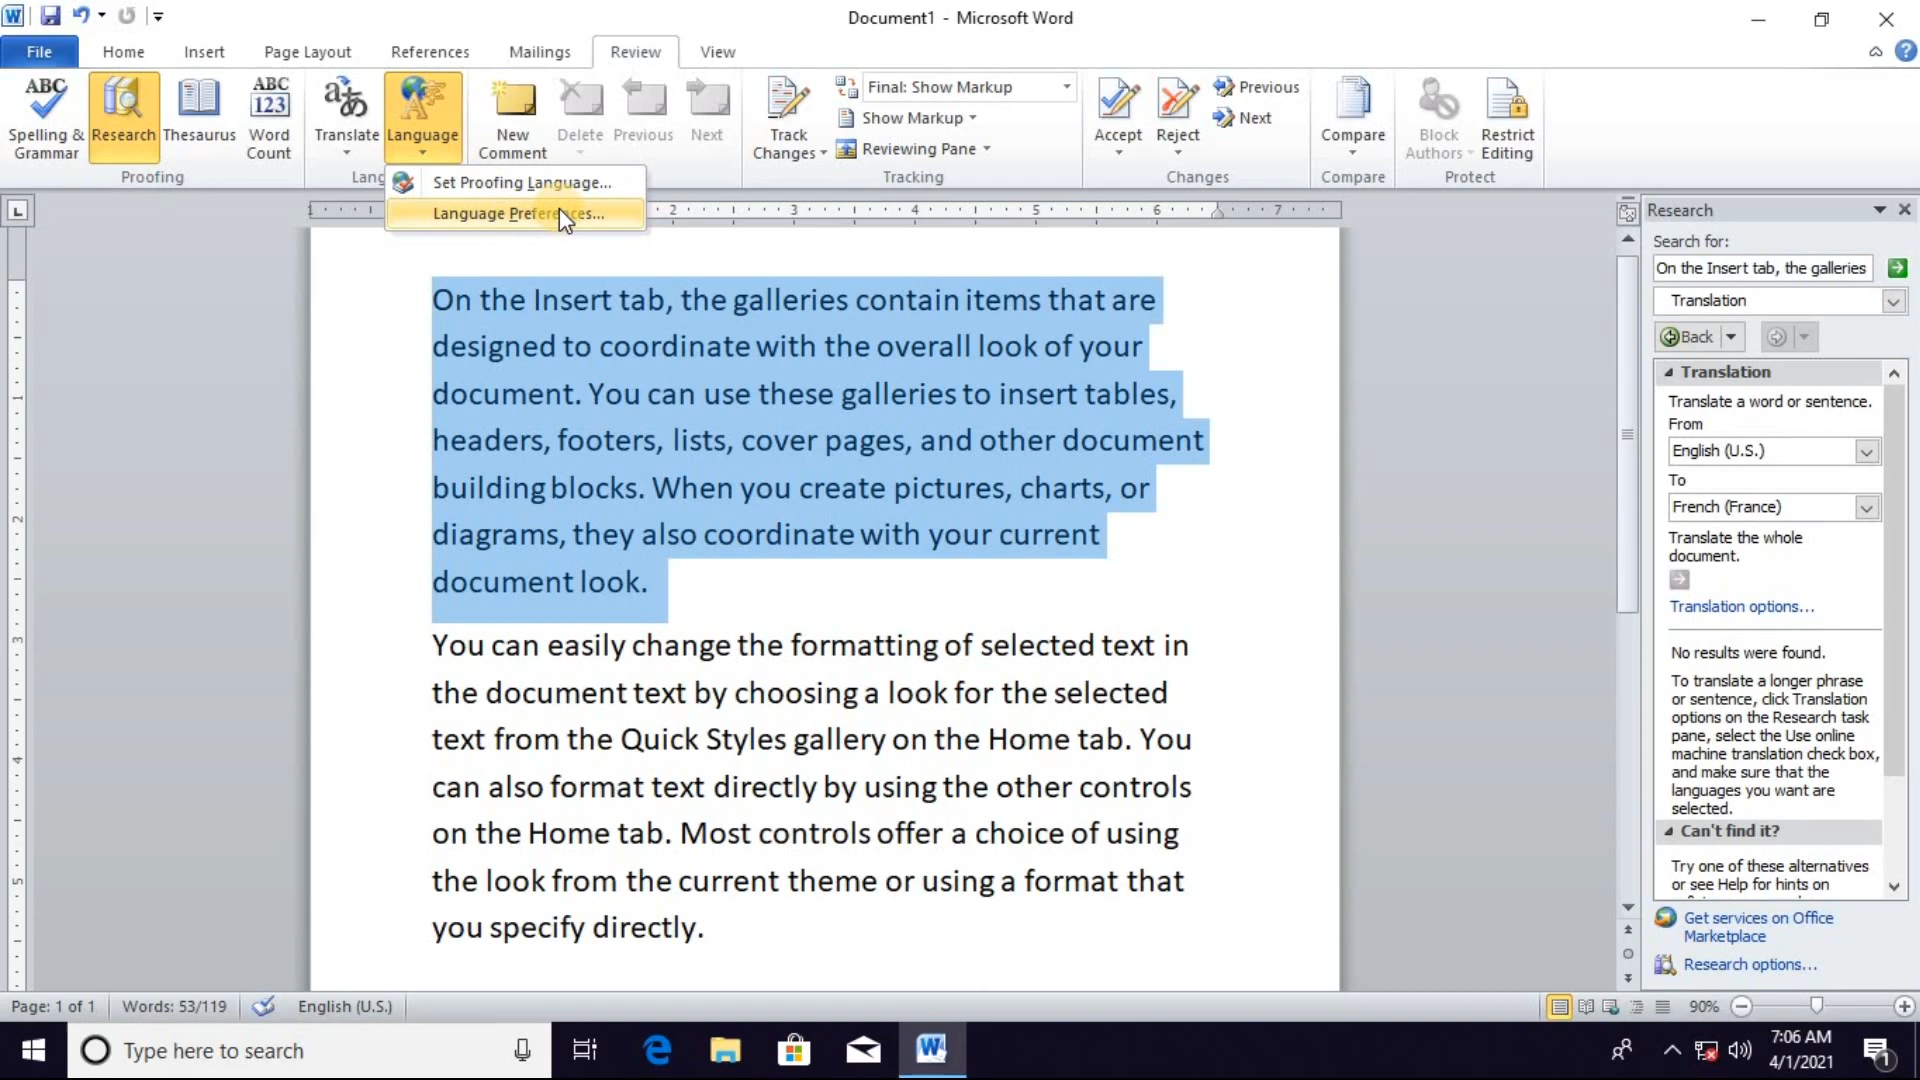 Document1 - Microsoft Word
File
Home
Insert
Page Layout
References
Mailings
Review
View
ABC
Spelling &
Grammar
Research
Thesaurus
ABC
123
Word
Count
Translate
Language
New
Comment
Delete
Previous
Next
Track
Changes
Final: Show Markup
Show Markup
Reviewing Pane
Accept
Reject
Previous
Next
Compare
Block
Authors
Restrict
Editing
Proofing
Lang
Tracking
Changes
Compare
Protect
Set Proofing Language...
Language Preferences...
1
2
3
4
5
6
7
L
On the Insert tab, the galleries contain items that are
designed to coordinate with the overall look of your
document. You can use these galleries to insert tables,
headers, footers, lists, cover pages, and other document
building blocks. When you create pictures, charts, or
diagrams, they also coordinate with your current
document look.
You can easily change the formatting of selected text in
the document text by choosing a look for the selected
text from the Quick Styles gallery on the Home tab. You
can also format text directly by using the other controls
on the Home tab. Most controls offer a choice of using
the look from the current theme or using a format that
you specify directly.
1
2
3
4
5
Research
Search for:
On the Insert tab, the galleries
Translation
Back
Translation
Translate a word or sentence.
From
English (U.S.)
To
French (France)
Translate the whole
document.
Translation options...
No results were found.
To translate a longer phrase
or sentence, click Translation
options on the Research task
pane, select the Use online
machine translation check box,
and make sure that the
languages you want are
selected.
Can't find it?
Try one of these alternatives
or see Help for hints on
Get services on Office
Marketplace
Research options...
Page: 1 of 1
Words: 53/119
English (U.S.)
90%
Type here to search
7:06 AM
4/1/2021
1